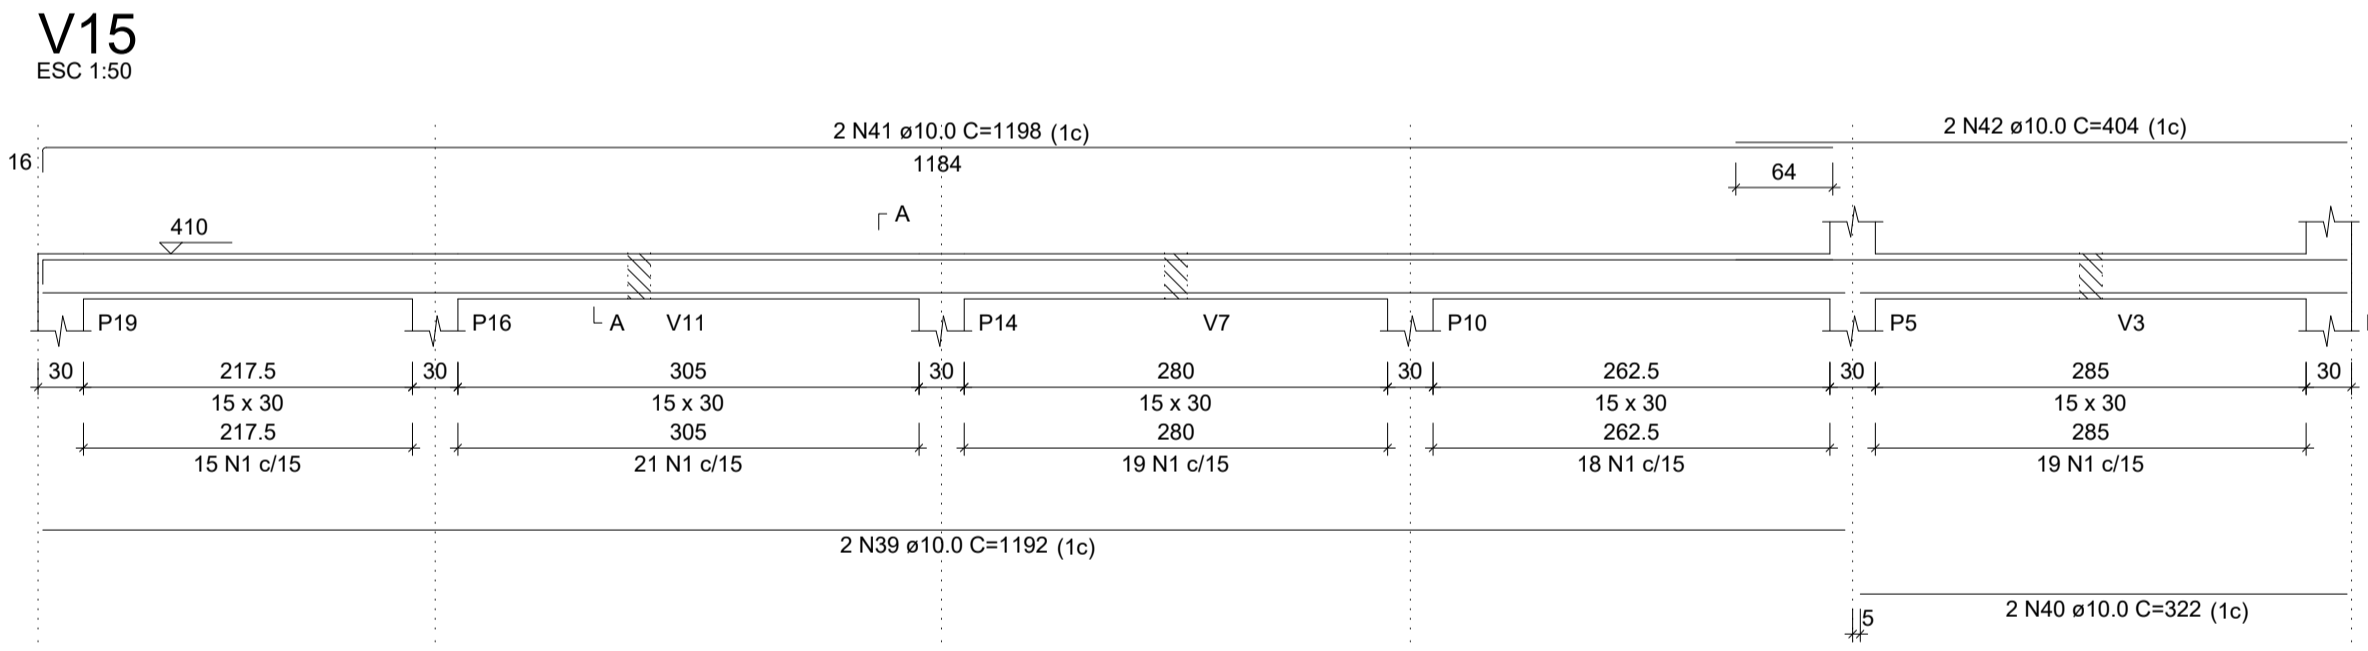 V15
ESC 1:50
2 N41 ø10.0 C=1198 (1c)
2 N42 ø10.0 C=404 (1c)
16
1184
64
A
410
P19
P16
A
V11
P14
V7
P10
P5
V3
30 217.5 30 305 30 280 30 262.5 30 285 30
15 x 30 15 x 30 15 x 30 15 x 30 15 x 30
217.5 305 280 262.5 285
15 N1 c/15 21 N1 c/15 19 N1 c/15 18 N1 c/15 19 N1 c/15
2 N39 ø10.0 C=1192 (1c)
2 N40 ø10.0 C=322 (1c)
5